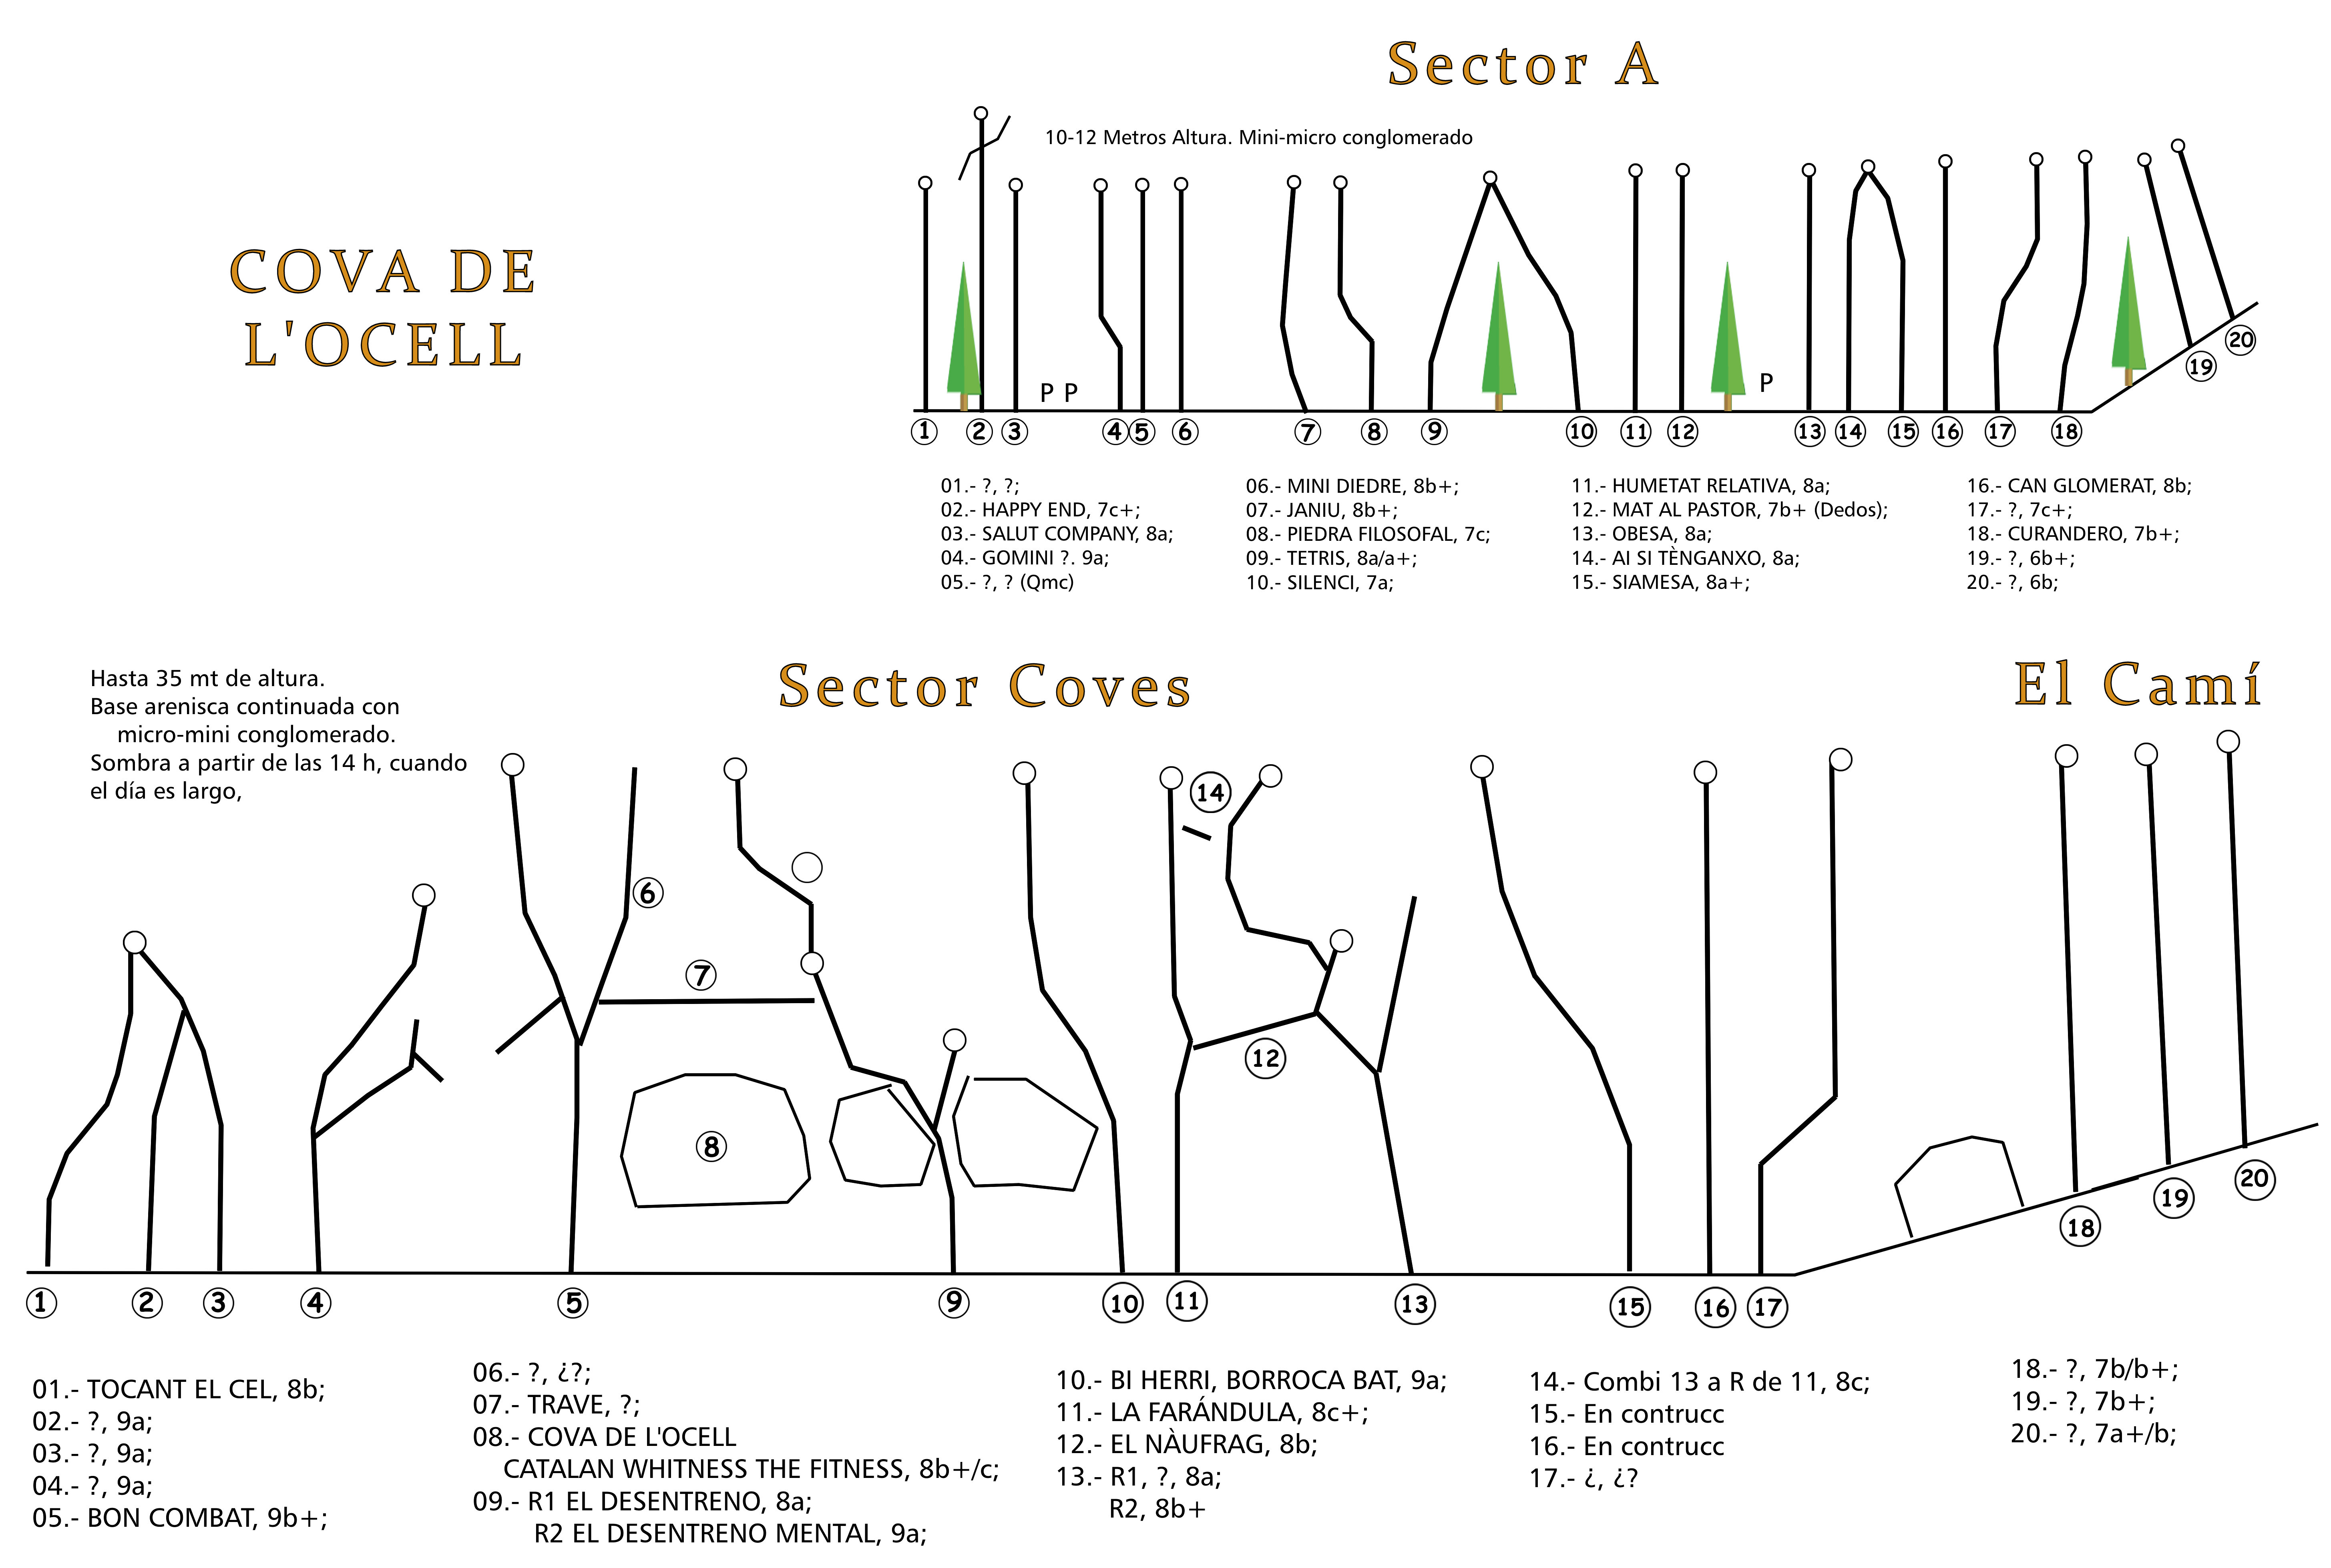 COVA DE
L'OCELL
Sector A
10-12 Metros Altura. Mini-micro conglomerado
P P
P
1 2 3 4 5 6 7 8 9 10 11 12 13 14 15 16 17 18 19 20
01.- ?, ?;
02.- HAPPY END, 7c+;
03.- SALUT COMPANY, 8a;
04.- GOMINI ?. 9a;
05.- ?, ? (Qmc)
06.- MINI DIEDRE, 8b+;
07.- JANIU, 8b+;
08.- PIEDRA FILOSOFAL, 7c;
09.- TETRIS, 8a/a+;
10.- SILENCI, 7a;
11.- HUMETAT RELATIVA, 8a;
12.- MAT AL PASTOR, 7b+ (Dedos);
13.- OBESA, 8a;
14.- AI SI TÈNGANXO, 8a;
15.- SIAMESA, 8a+;
16.- CAN GLOMERAT, 8b;
17.- ?, 7c+;
18.- CURANDERO, 7b+;
19.- ?, 6b+;
20.- ?, 6b;
Hasta 35 mt de altura.
Base arenisca continuada con
micro-mini conglomerado.
Sombra a partir de las 14 h, cuando
el día es largo,
Sector Coves
El Camí
14
6
7
12
8
1 2 3 4 5 9 10 11 13 15 16 17 18 19 20
01.- TOCANT EL CEL, 8b;
02.- ?, 9a;
03.- ?, 9a;
04.- ?, 9a;
05.- BON COMBAT, 9b+;
06.- ?, ¿?;
07.- TRAVE, ?;
08.- COVA DE L'OCELL
CATALAN WHITNESS THE FITNESS, 8b+/c;
09.- R1 EL DESENTRENO, 8a;
R2 EL DESENTRENO MENTAL, 9a;
10.- BI HERRI, BORROCA BAT, 9a;
11.- LA FARÁNDULA, 8c+;
12.- EL NÀUFRAG, 8b;
13.- R1, ?, 8a;
R2, 8b+
14.- Combi 13 a R de 11, 8c;
15.- En contrucc
16.- En contrucc
17.- ¿, ¿?
18.- ?, 7b/b+;
19.- ?, 7b+;
20.- ?, 7a+/b;